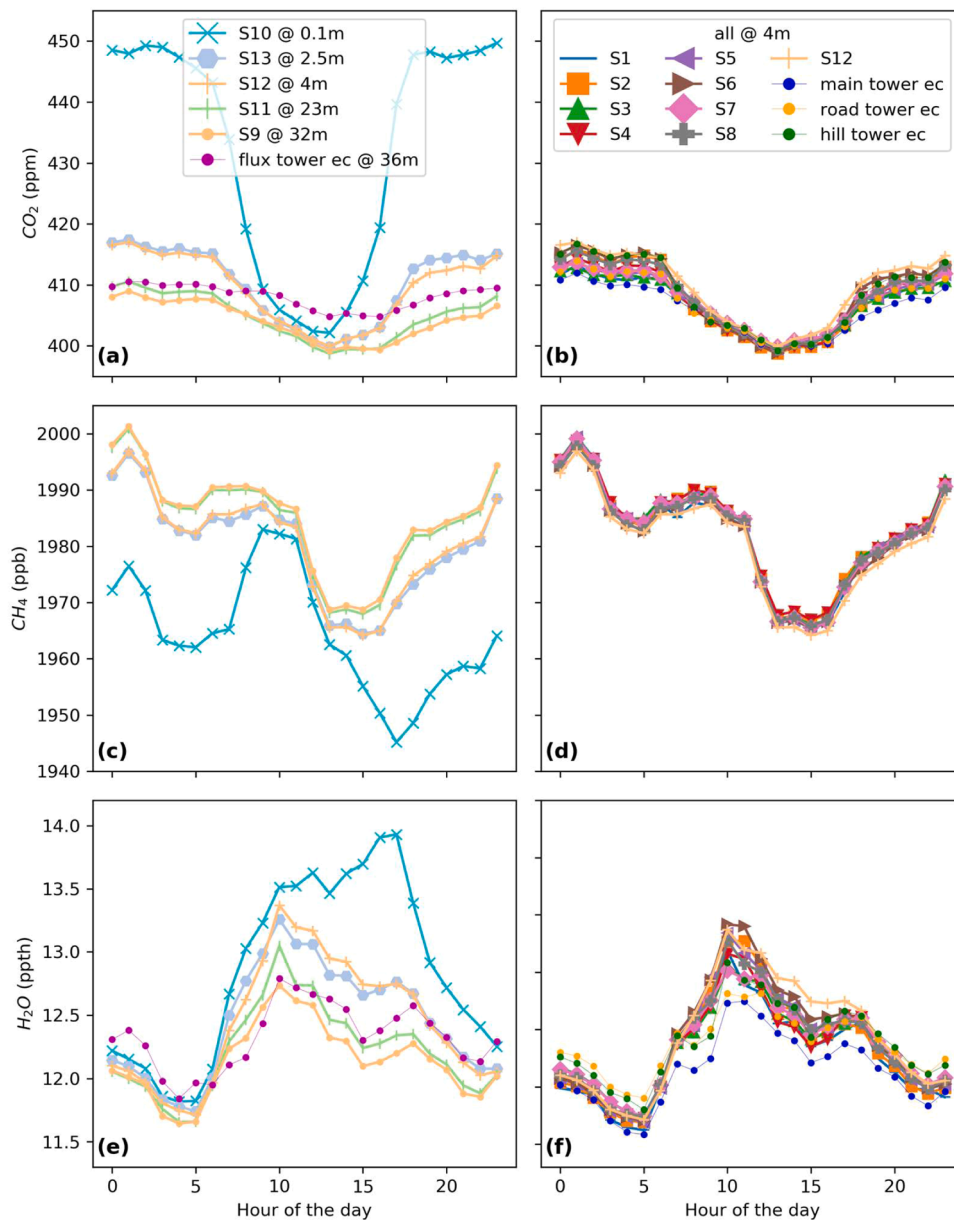 S10 @ 0.1m
S13 @ 2.5m
S12 @ 4m
S11 @ 23m
S9 @ 32m
flux tower ec @ 36m
450
440
430
420
410
400
CO₂ (ppm)
(a)
all @ 4m
S1
S2
S3
S4
S5
S6
S7
S8
S12
main tower ec
road tower ec
hill tower ec
(b)
2000
1990
1980
1970
1960
1950
1940
CH₄ (ppb)
(c)
(d)
14.0
13.5
13.0
12.5
12.0
11.5
H₂O (ppth)
(e)
(f)
0 5 10 15 20
Hour of the day
0 5 10 15 20
Hour of the day